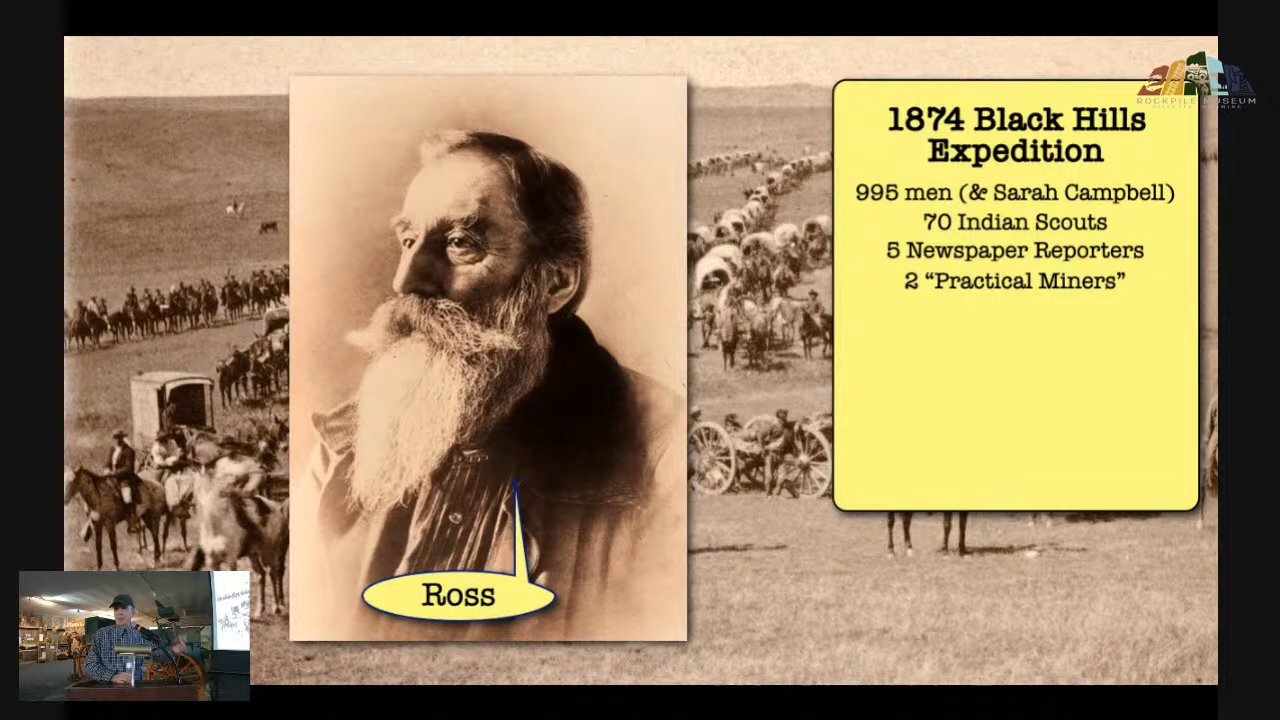 ROCKPILE MUSEUM
1874 Black Hills
Expedition
995 men (& Sarah Campbell)
70 Indian Scouts
5 Newspaper Reporters
2 “Practical Miners”
Ross